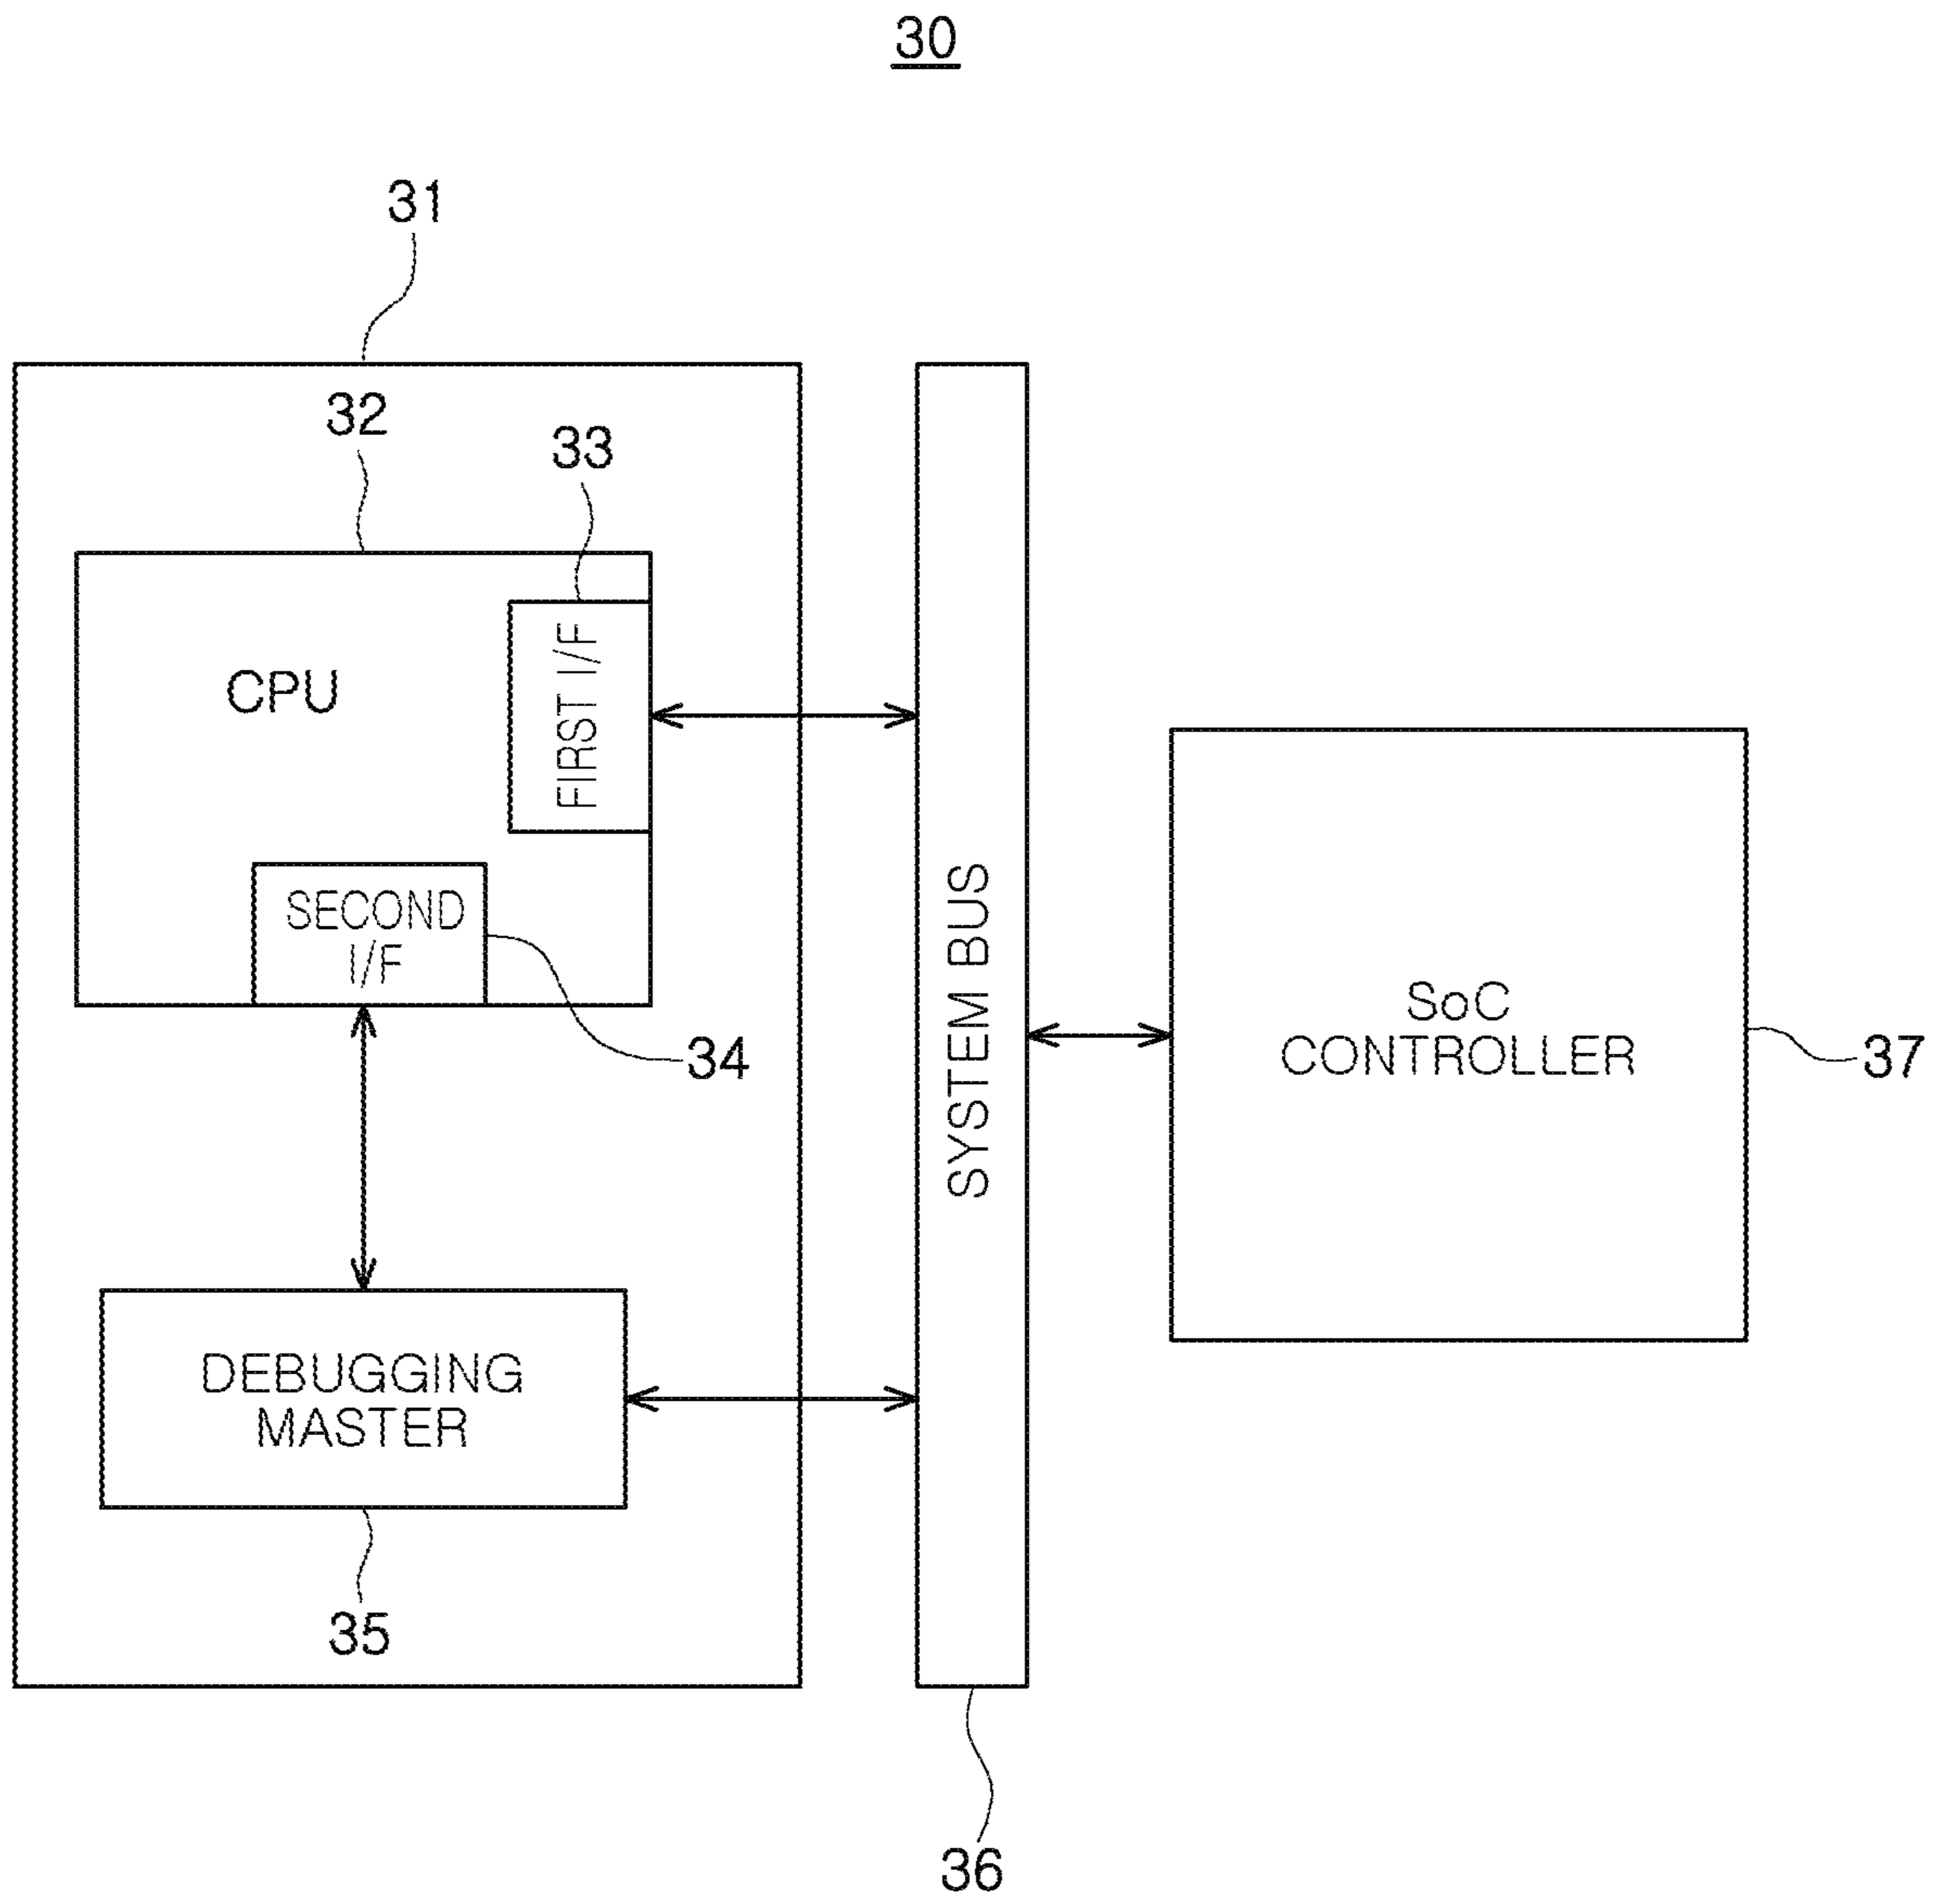 30
31
32
33
CPU
FIRST I/F
SECOND
I/F
34
SYSTEM BUS
SoC
CONTROLLER
37
DEBUGGING
MASTER
35
36